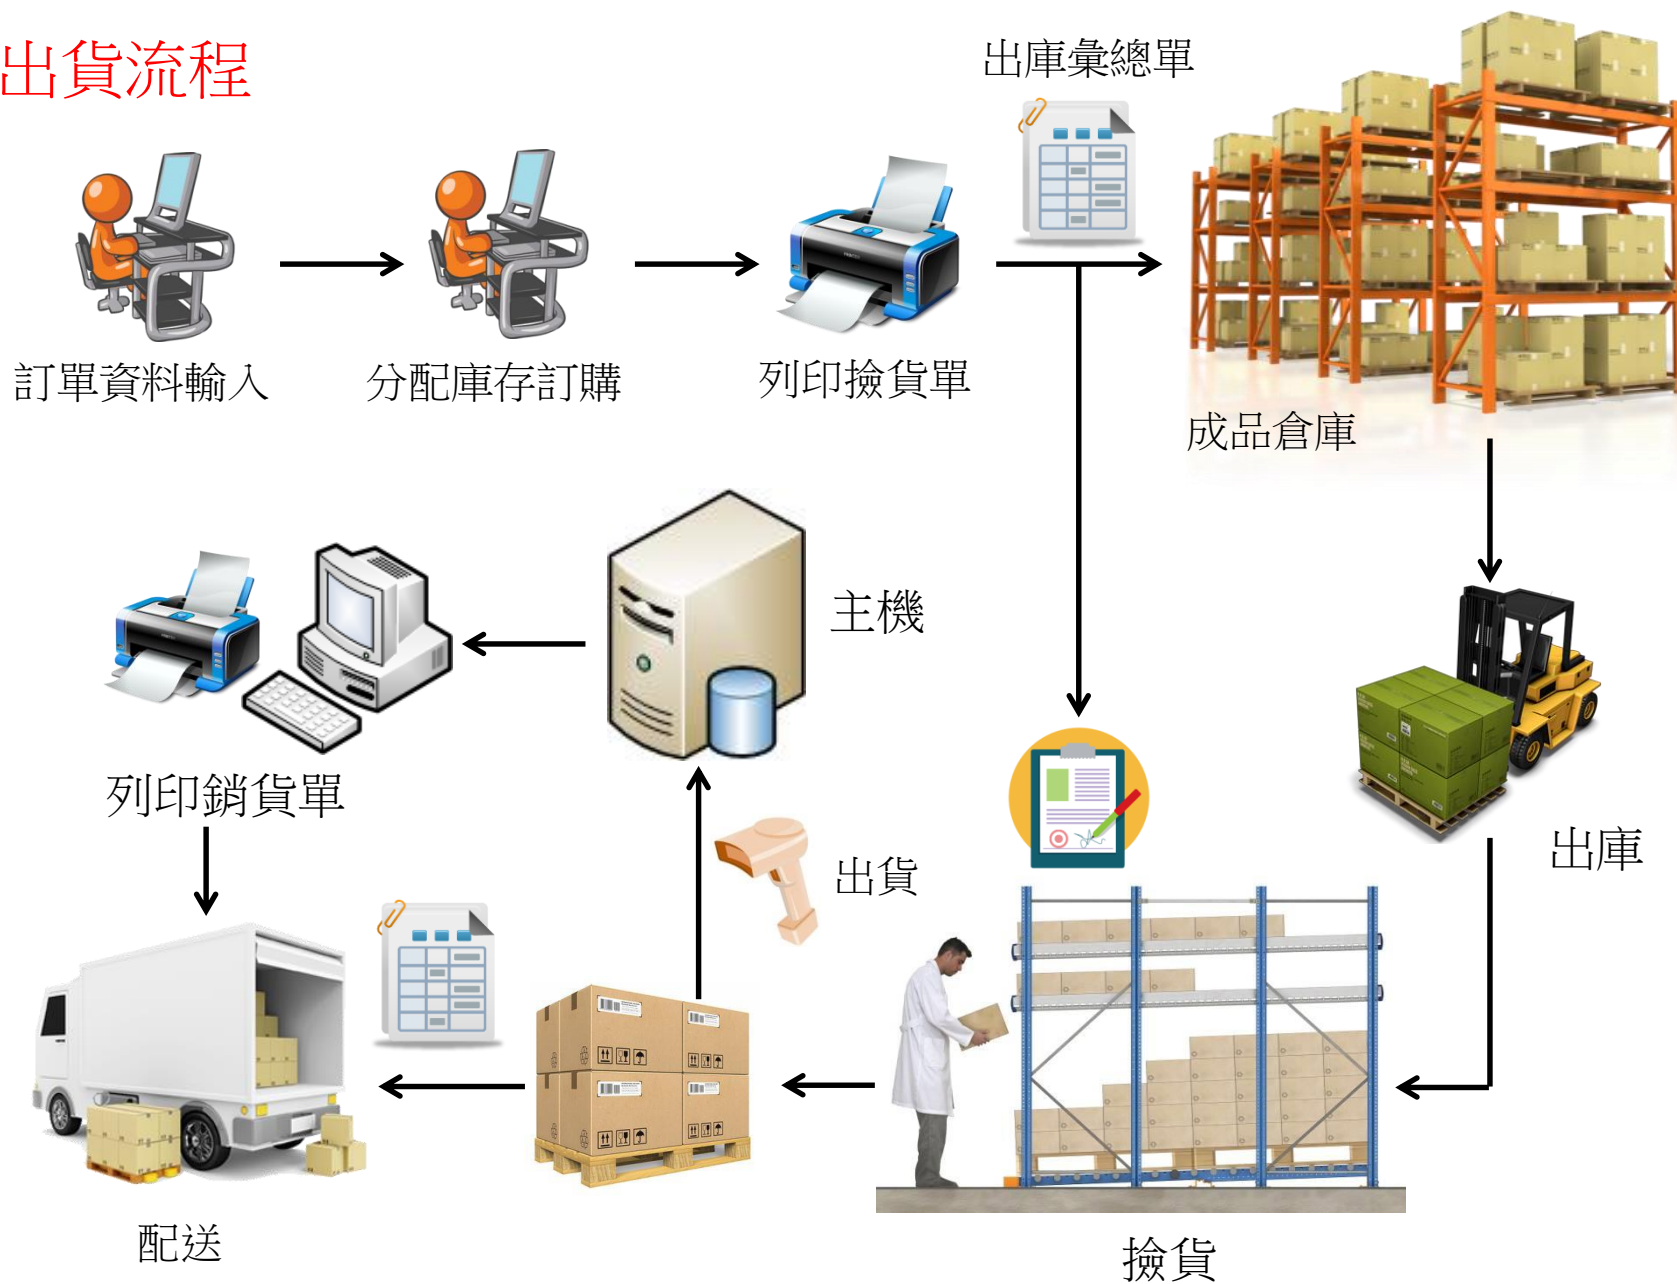 出貨流程
出庫彙總單
訂單資料輸入
分配庫存訂購
列印撿貨單
成品倉庫
主機
列印銷貨單
出貨
出庫
配送
撿貨